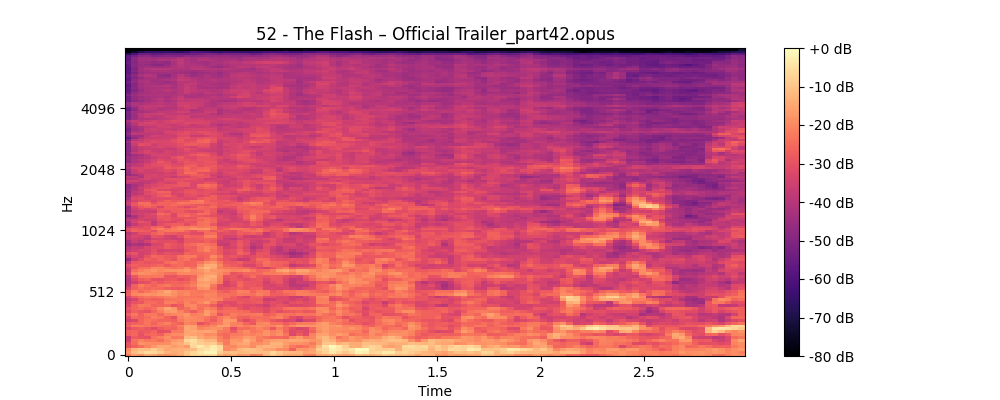 52 - The Flash – Official Trailer_part42.opus
Hz
4096
2048
1024
512
0
0
0.5
1
1.5
2
2.5
Time
+0 dB
-10 dB
-20 dB
-30 dB
-40 dB
-50 dB
-60 dB
-70 dB
-80 dB